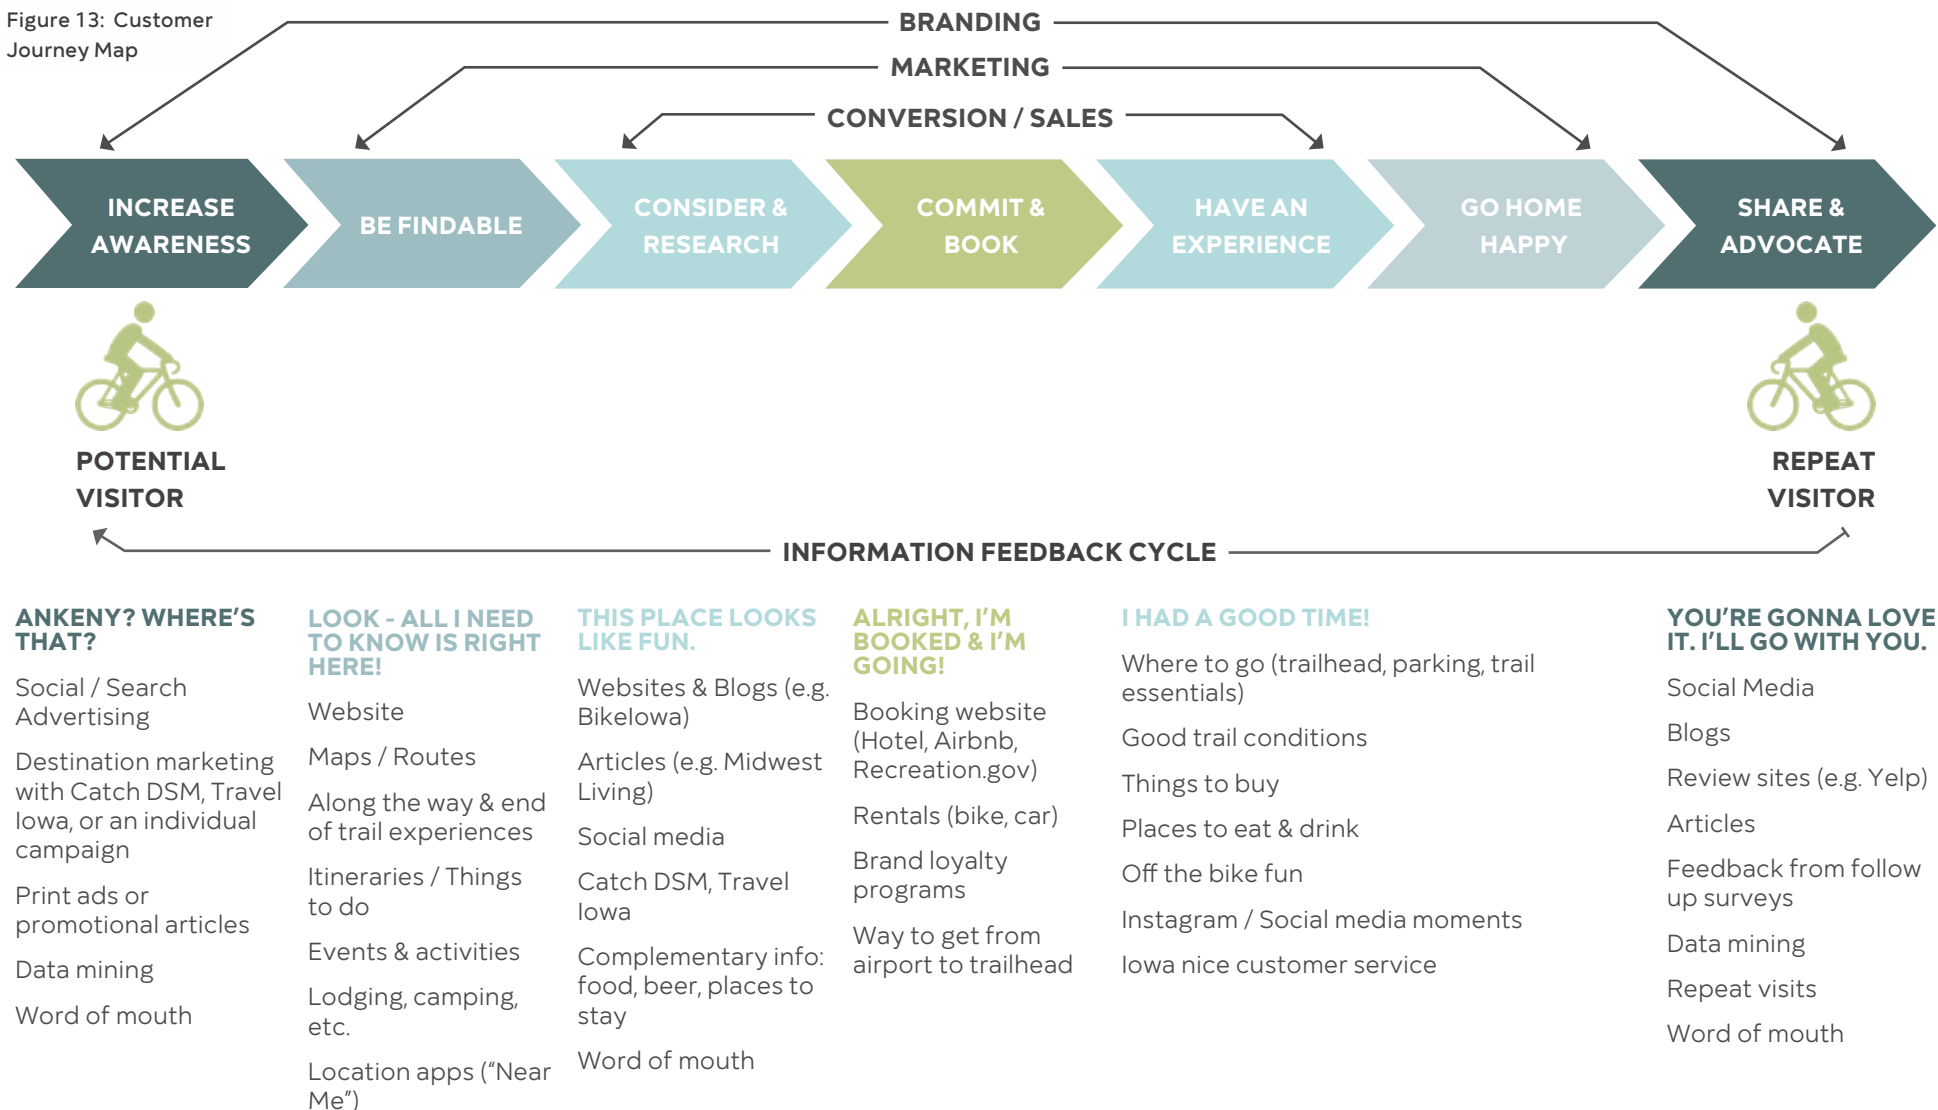 Figure 13: Customer
Journey Map
BRANDING
MARKETING
CONVERSION / SALES
INCREASE
AWARENESS
BE FINDABLE
CONSIDER &
RESEARCH
COMMIT &
BOOK
HAVE AN
EXPERIENCE
GO HOME
HAPPY
SHARE &
ADVOCATE
POTENTIAL
VISITOR
REPEAT
VISITOR
INFORMATION FEEDBACK CYCLE
ANKENY? WHERE'S
THAT?
Social / Search
Advertising
Destination marketing
with Catch DSM, Travel
Iowa, or an individual
campaign
Print ads or
promotional articles
Data mining
Word of mouth
LOOK - ALL I NEED
TO KNOW IS RIGHT
HERE!
Website
Maps / Routes
Along the way & end
of trail experiences
Itineraries / Things
to do
Events & activities
Lodging, camping,
etc.
Location apps ("Near
Me")
THIS PLACE LOOKS
LIKE FUN.
Websites & Blogs (e.g.
BikeIowa)
Articles (e.g. Midwest
Living)
Social media
Catch DSM, Travel
Iowa
Complementary info:
food, beer, places to
stay
Word of mouth
ALRIGHT, I'M
BOOKED & I'M
GOING!
Booking website
(Hotel, Airbnb,
Recreation.gov)
Rentals (bike, car)
Brand loyalty
programs
Way to get from
airport to trailhead
I HAD A GOOD TIME!
Where to go (trailhead, parking, trail
essentials)
Good trail conditions
Things to buy
Places to eat & drink
Off the bike fun
Instagram / Social media moments
Iowa nice customer service
YOU'RE GONNA LOVE
IT. I'LL GO WITH YOU.
Social Media
Blogs
Review sites (e.g. Yelp)
Articles
Feedback from follow
up surveys
Data mining
Repeat visits
Word of mouth